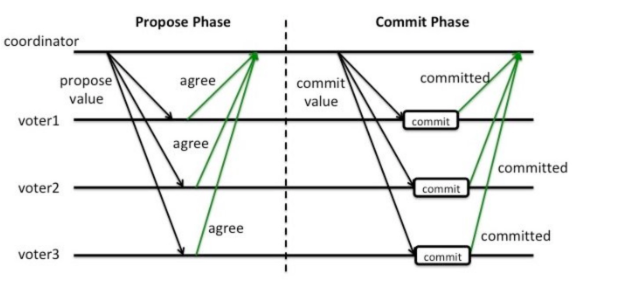 Propose Phase
Commit Phase
coordinator
propose
value
agree
commit
value
committed
voter1
commit
agree
committed
voter2
commit
agree
committed
voter3
commit